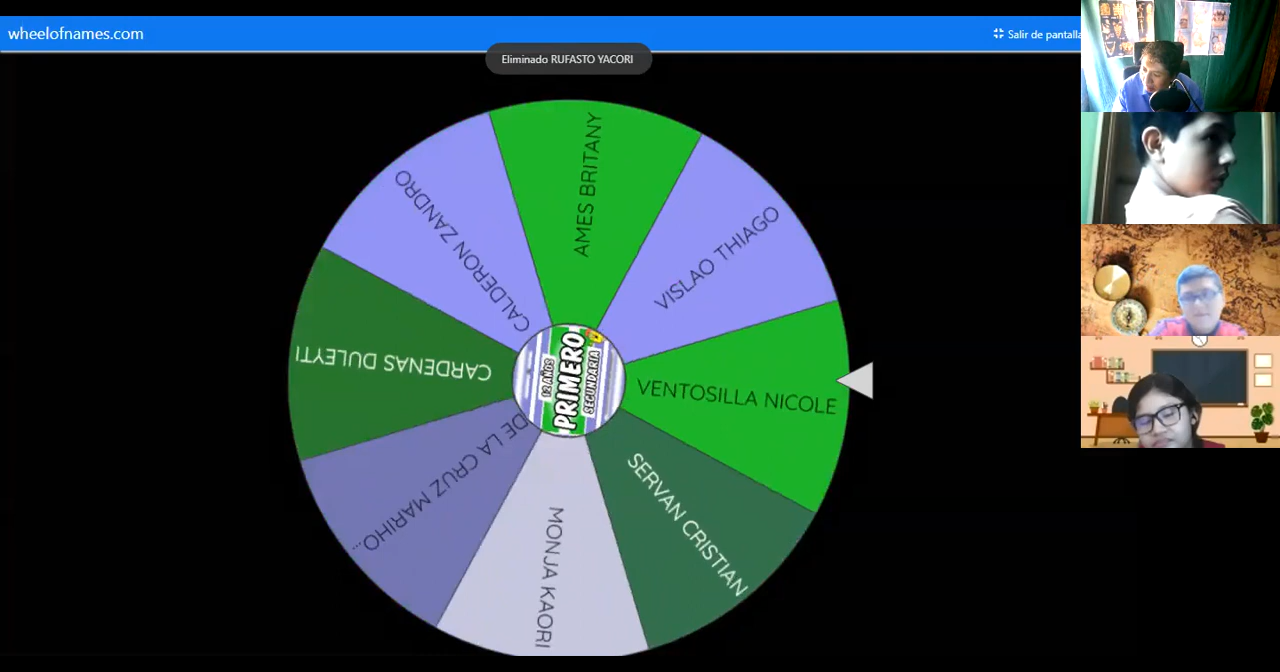 wheelofnames.com
Salir de pantalla
Eliminado RUFASTO YACORI
AMES BRITANY
VISLAO THIAGO
VENTOSILLA NICOLE
SERVAN CRISTIAN
MONJA KAORI
DE LA CRUZ MARIHO...
CARDENAS DULEYTI
CALDERON ZANDRO
12 AÑOS
PRIMERO
SECUNDARIA